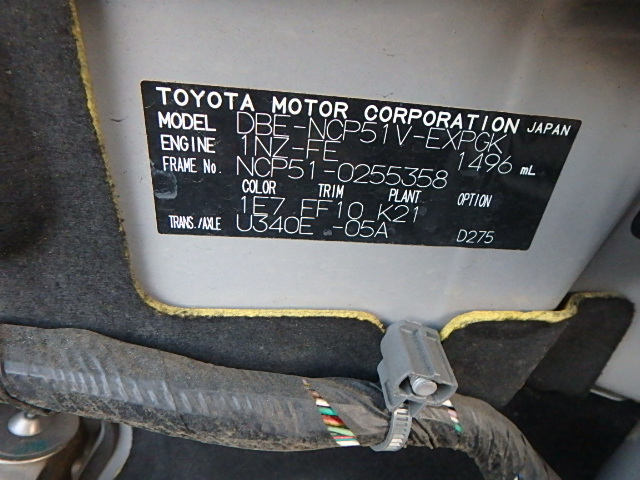 TOYOTA MOTOR CORPORATION JAPAN
MODEL DBE-NCP51V-EXPGK
ENGINE 1NZ-FE 1496 mL
FRAME No. NCP51-0255358
COLOR TRIM PLANT OPTION
1E7 FF10 K21
TRANS./AXLE U340E -05A D275